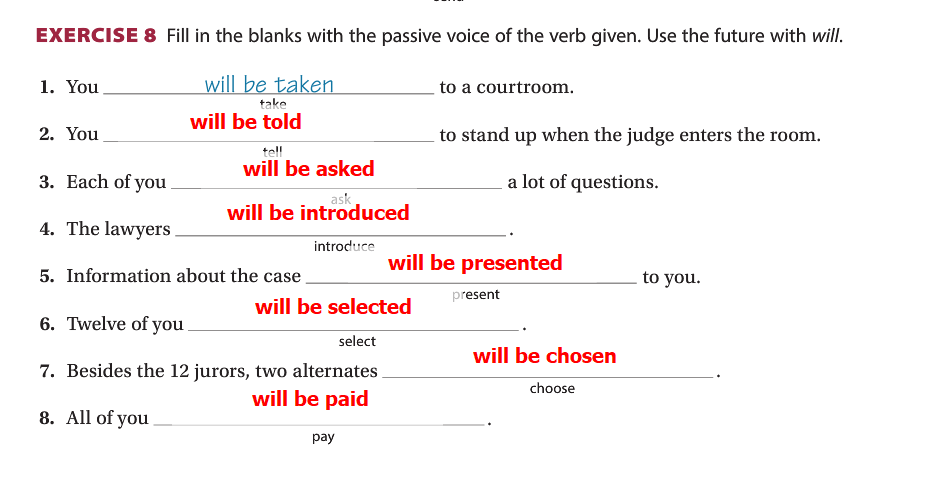 EXERCISE 8 Fill in the blanks with the passive voice of the verb given. Use the future with will.
1. You will be taken to a courtroom.
take
2. You will be told to stand up when the judge enters the room.
tell
3. Each of you will be asked a lot of questions.
ask
4. The lawyers will be introduced.
introduce
5. Information about the case will be presented to you.
present
6. Twelve of you will be selected.
select
7. Besides the 12 jurors, two alternates will be chosen.
choose
8. All of you will be paid.
pay